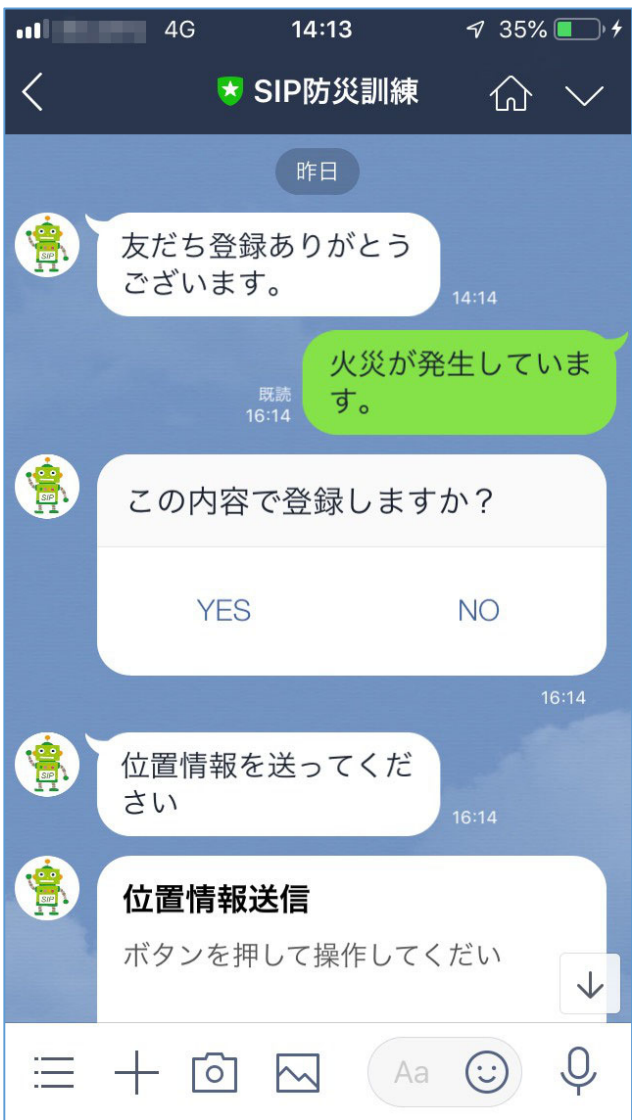 4G 14:13 35%
SIP防災訓練
昨日
友だち登録ありがとう
ございます。
14:14
火災が発生していま
す。
既読
16:14
この内容で登録しますか？
YES NO
16:14
位置情報を送ってくだ
さい
16:14
位置情報送信
ボタンを押して操作してくだい
Aa